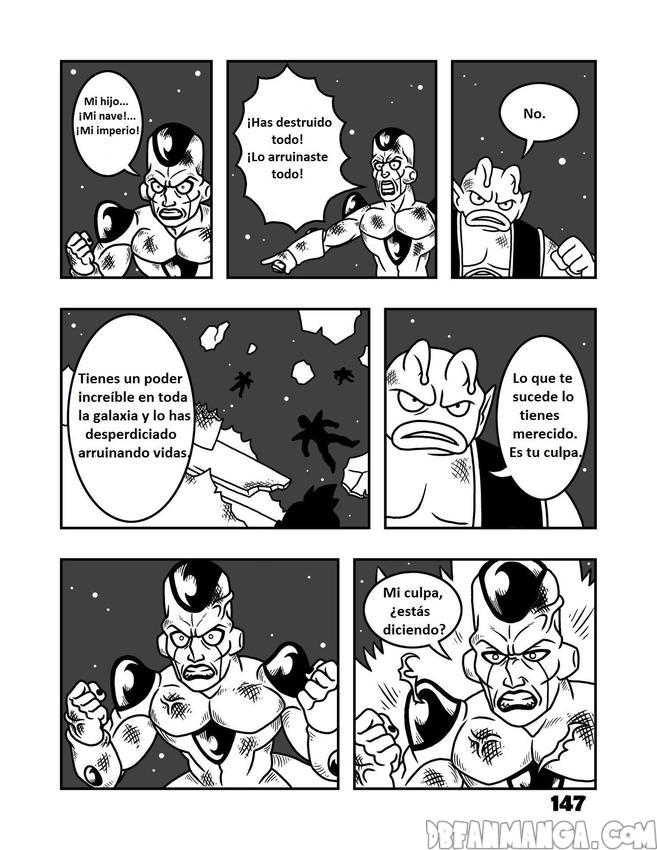 Mi hijo...
¡Mi nave!...
¡Mi imperio!
¡Has destruido
todo!
¡Lo arruinaste
todo!
No.
Tienes un poder
increíble en toda
la galaxia y lo has
desperdiciado
arruinando vidas.
Lo que te
sucede lo
tienes
merecido.
Es tu culpa.
Mi culpa,
¿estás
diciendo?
147
DBFANMANGA.COM